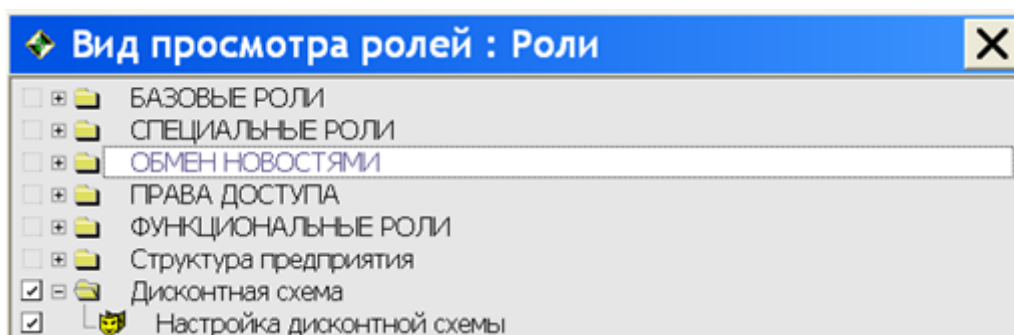 Вид просмотра ролей : Роли
БАЗОВЫЕ РОЛИ
СПЕЦИАЛЬНЫЕ РОЛИ
ОБМЕН НОВОСТЯМИ
ПРАВА ДОСТУПА
ФУНКЦИОНАЛЬНЫЕ РОЛИ
Структура предприятия
Дисконтная схема
Настройка дисконтной схемы